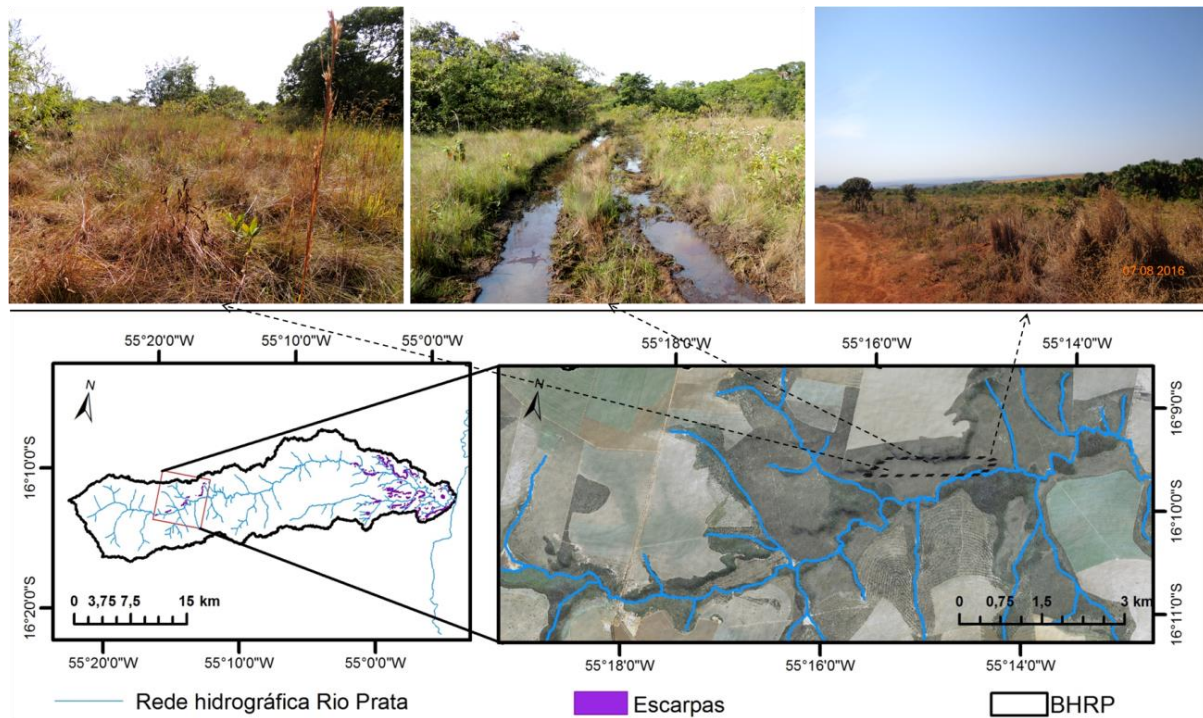 07 08 2016
55°20'0"W 55°10'0"W 55°0'0"W
55°18'0"W 55°16'0"W 55°14'0"W
N
N
16°10'0"S
16°20'0"S
16°9'0"S
16°10'0"S
16°11'0"S
0 3,75 7,5 15 km
0 0,75 1,5 3 km
55°20'0"W 55°10'0"W 55°0'0"W
55°18'0"W 55°16'0"W 55°14'0"W
Rede hidrográfica Rio Prata Escarpas BHRP